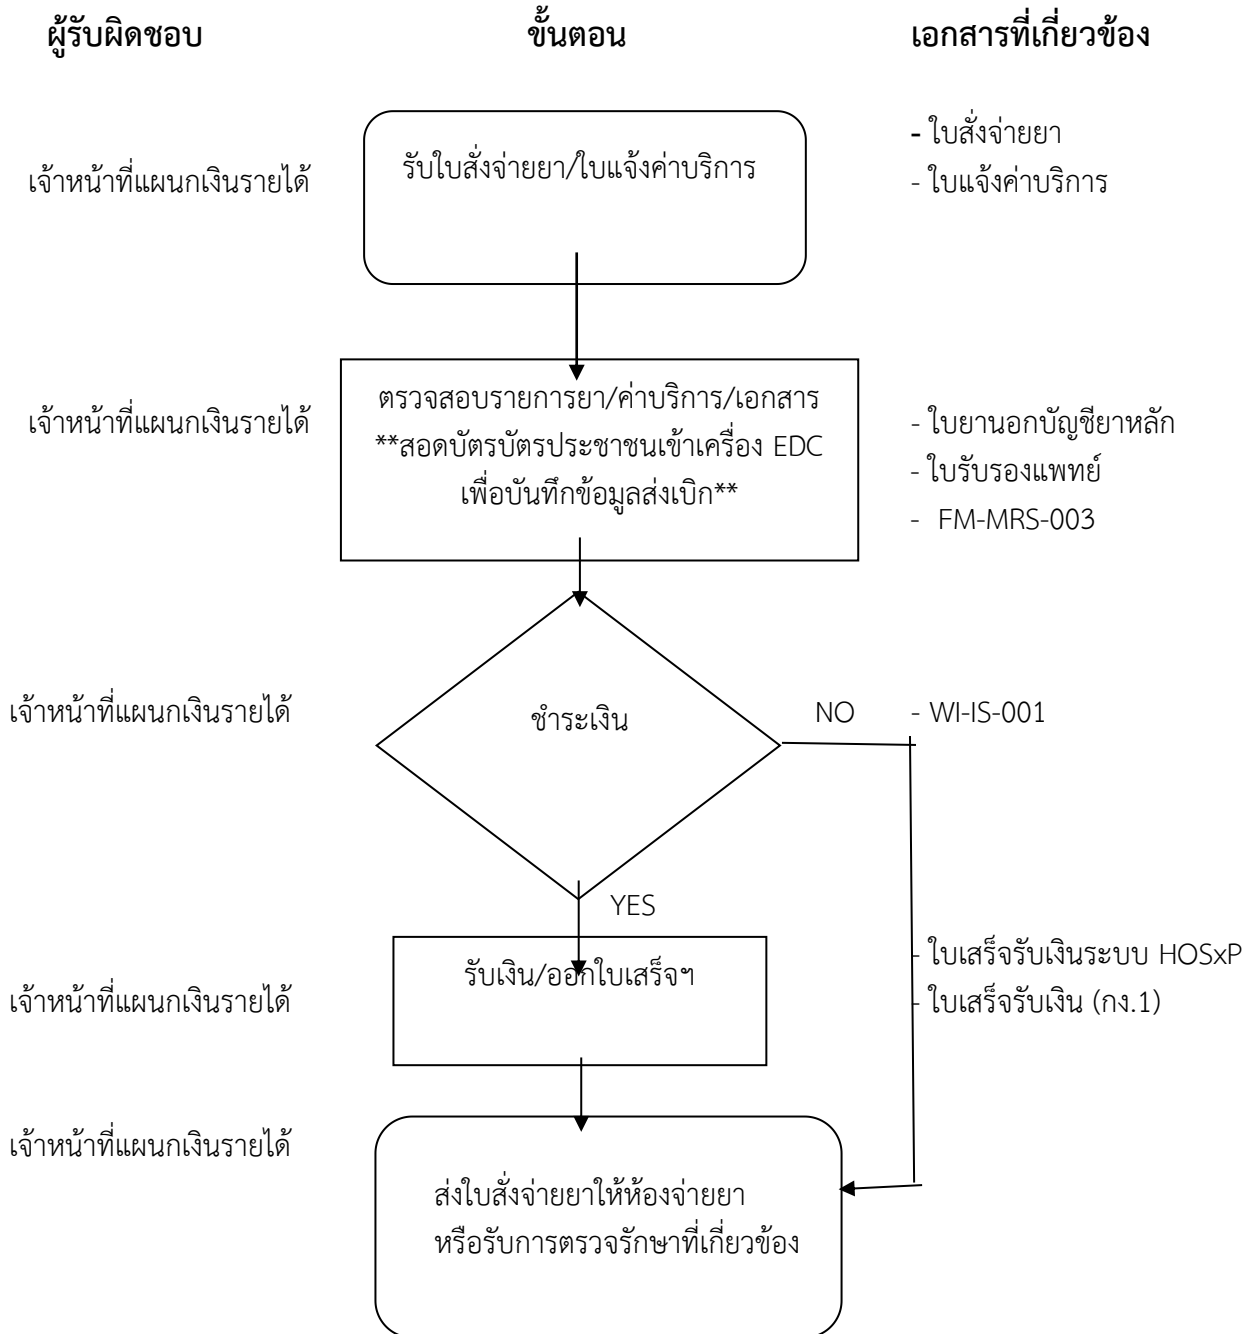 ผู้รับผิดชอบ ขั้นตอน เอกสารที่เกี่ยวข้อง
- ใบสั่งจ่ายยา
เจ้าหน้าที่แผนกเงินรายได้ รับใบสั่งจ่ายยา/ใบแจ้งค่าบริการ - ใบแจ้งค่าบริการ
ตรวจสอบรายการยา/ค่าบริการ/เอกสาร
เจ้าหน้าที่แผนกเงินรายได้ **สอดบัตรบัตรประชาชนเข้าเครื่อง EDC - ใบยานอกบัญชียาหลัก
เพื่อบันทึกข้อมูลส่งเบิก** - ใบรับรองแพทย์
- FM-MRS-003
เจ้าหน้าที่แผนกเงินรายได้ ชำระเงิน NO - WI-IS-001
YES
รับเงิน/ออกใบเสร็จฯ - ใบเสร็จรับเงินระบบ HOSxP
เจ้าหน้าที่แผนกเงินรายได้ - ใบเสร็จรับเงิน (กง.1)
เจ้าหน้าที่แผนกเงินรายได้
ส่งใบสั่งจ่ายยาให้ห้องจ่ายยา
หรือรับการตรวจรักษาที่เกี่ยวข้อง